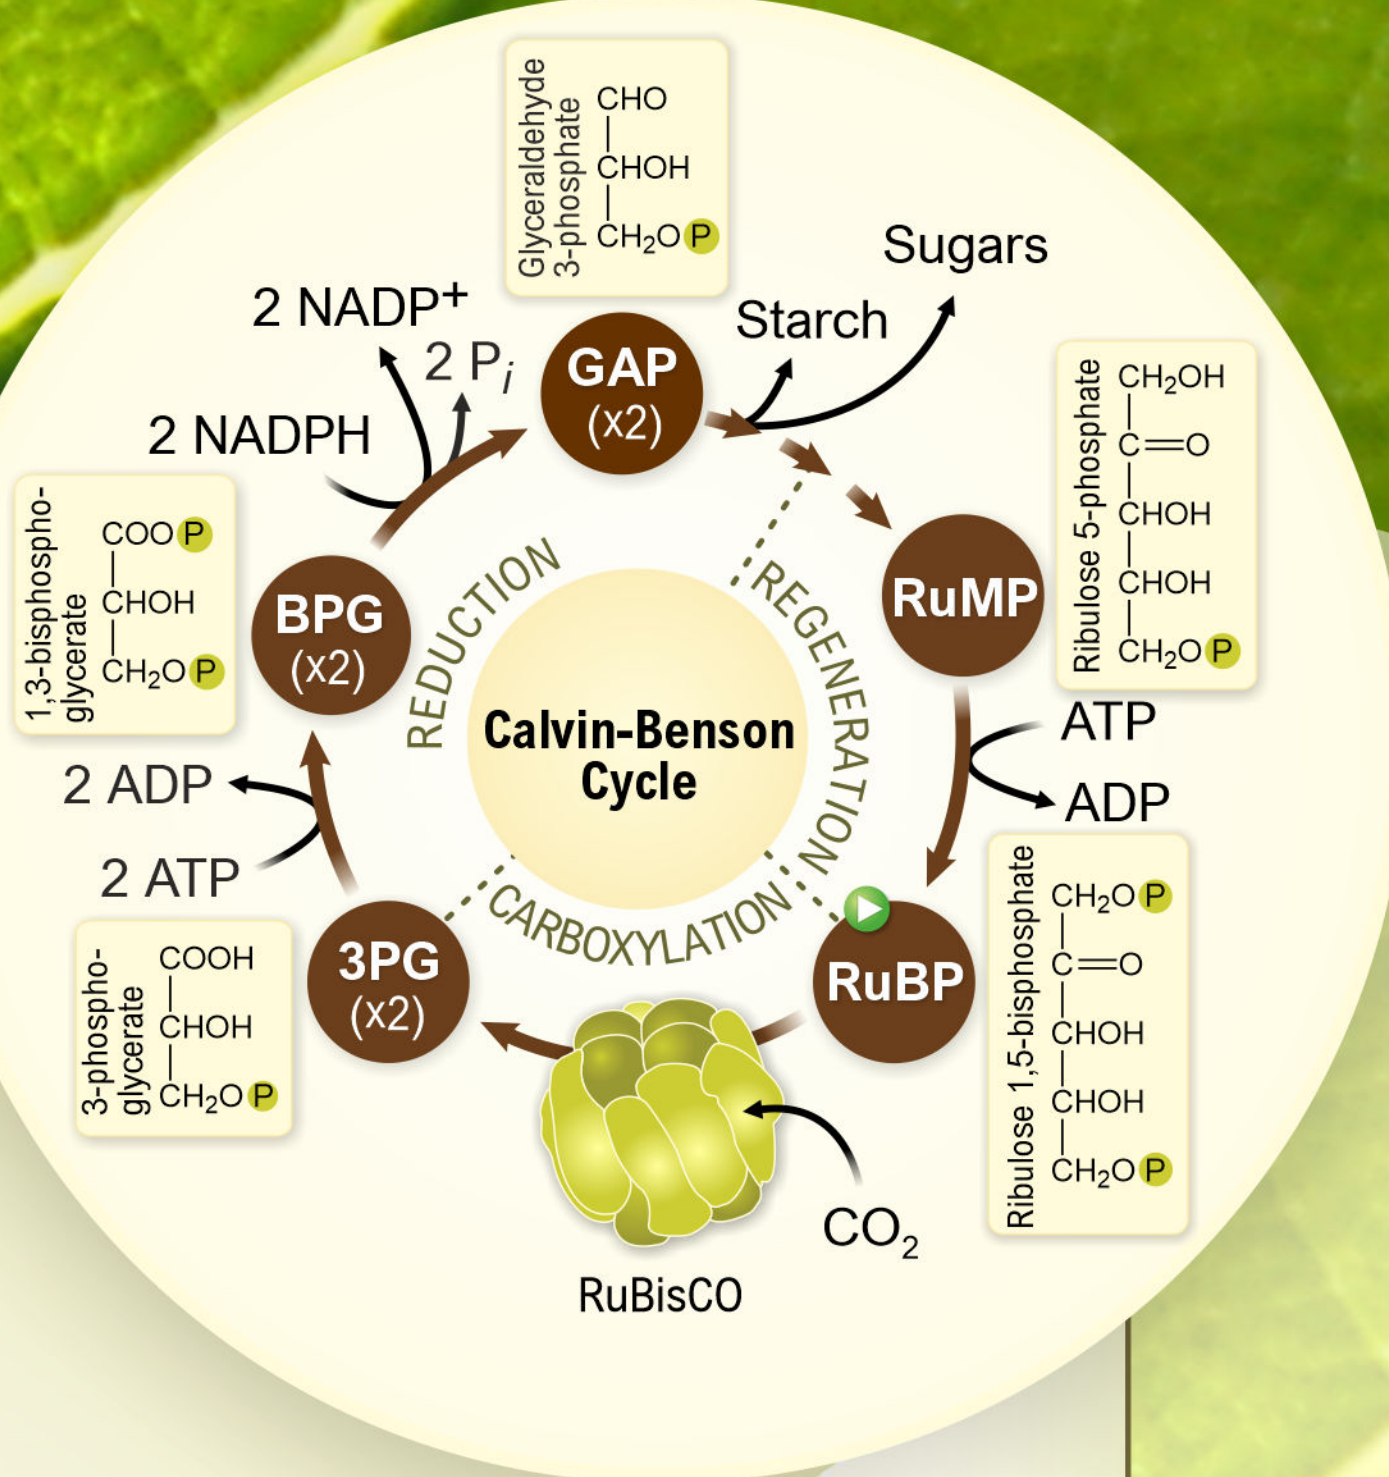 Glyceraldehyde
3-phosphate
CHO
CHOH
CH₂O P
Sugars
Starch
2 NADP⁺
2 Pᵢ
2 NADPH
GAP
(x2)
Ribulose 5-phosphate
CH₂OH
C=O
CHOH
CHOH
CH₂O P
RuMP
1,3-bisphospho-
glycerate
COO P
CHOH
CH₂O P
BPG
(x2)
REDUCTION
REGENERATION
CARBOXYLATION
Calvin-Benson
Cycle
ATP
ADP
2 ADP
2 ATP
3-phospho-
glycerate
COOH
CHOH
CH₂O P
3PG
(x2)
RuBP
Ribulose 1,5-bisphosphate
CH₂O P
C=O
CHOH
CHOH
CH₂O P
CO₂
RuBisCO